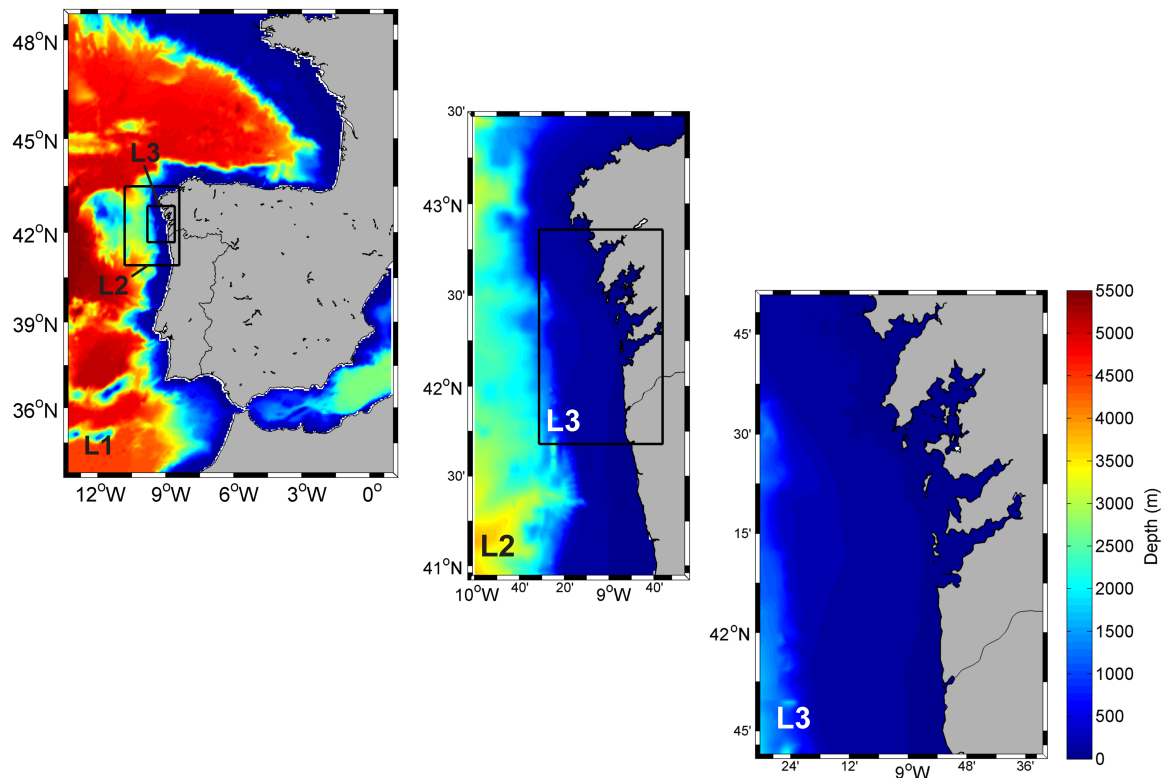 48°N
45°N
42°N
39°N
36°N
L3
L2
L1
12°W 9°W 6°W 3°W 0°
30'
43°N
30'
42°N
30'
41°N
L3
L2
10°W 40' 20' 9°W 40'
45'
30'
15'
42°N
45'
L3
24' 12' 9°W 48' 36'
5500
5000
4500
4000
3500
3000
2500
2000
1500
1000
500
0
Depth (m)